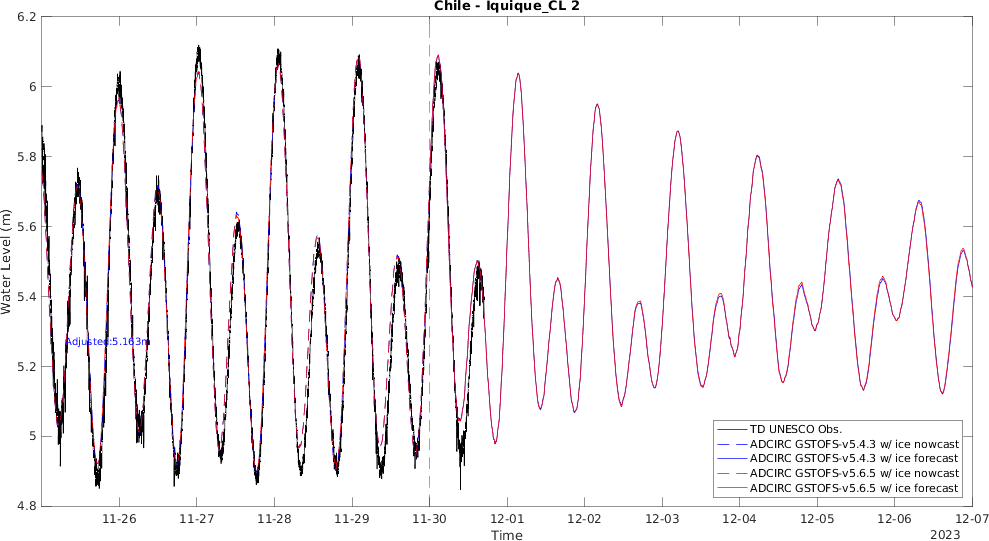 Chile - Iquique_CL 2
6.2
6
5.8
5.6
5.4
5.2
5
4.8
Water Level (m)
Adjusted:5.163m
TD UNESCO Obs.
ADCIRC GSTOFS-v5.4.3 w/ ice nowcast
ADCIRC GSTOFS-v5.4.3 w/ ice forecast
ADCIRC GSTOFS-v5.6.5 w/ ice nowcast
ADCIRC GSTOFS-v5.6.5 w/ ice forecast
11-26 11-27 11-28 11-29 11-30 12-01 12-02 12-03 12-04 12-05 12-06 12-07
Time
2023